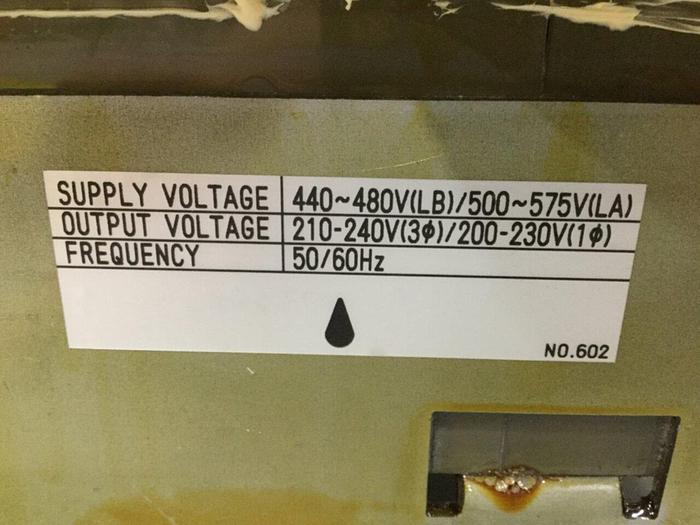 SUPPLY VOLTAGE 440~480V(LB)/500~575V(LA)
OUTPUT VOLTAGE 210-240V(3ϕ)/200-230V(1ϕ)
FREQUENCY 50/60Hz
NO.602